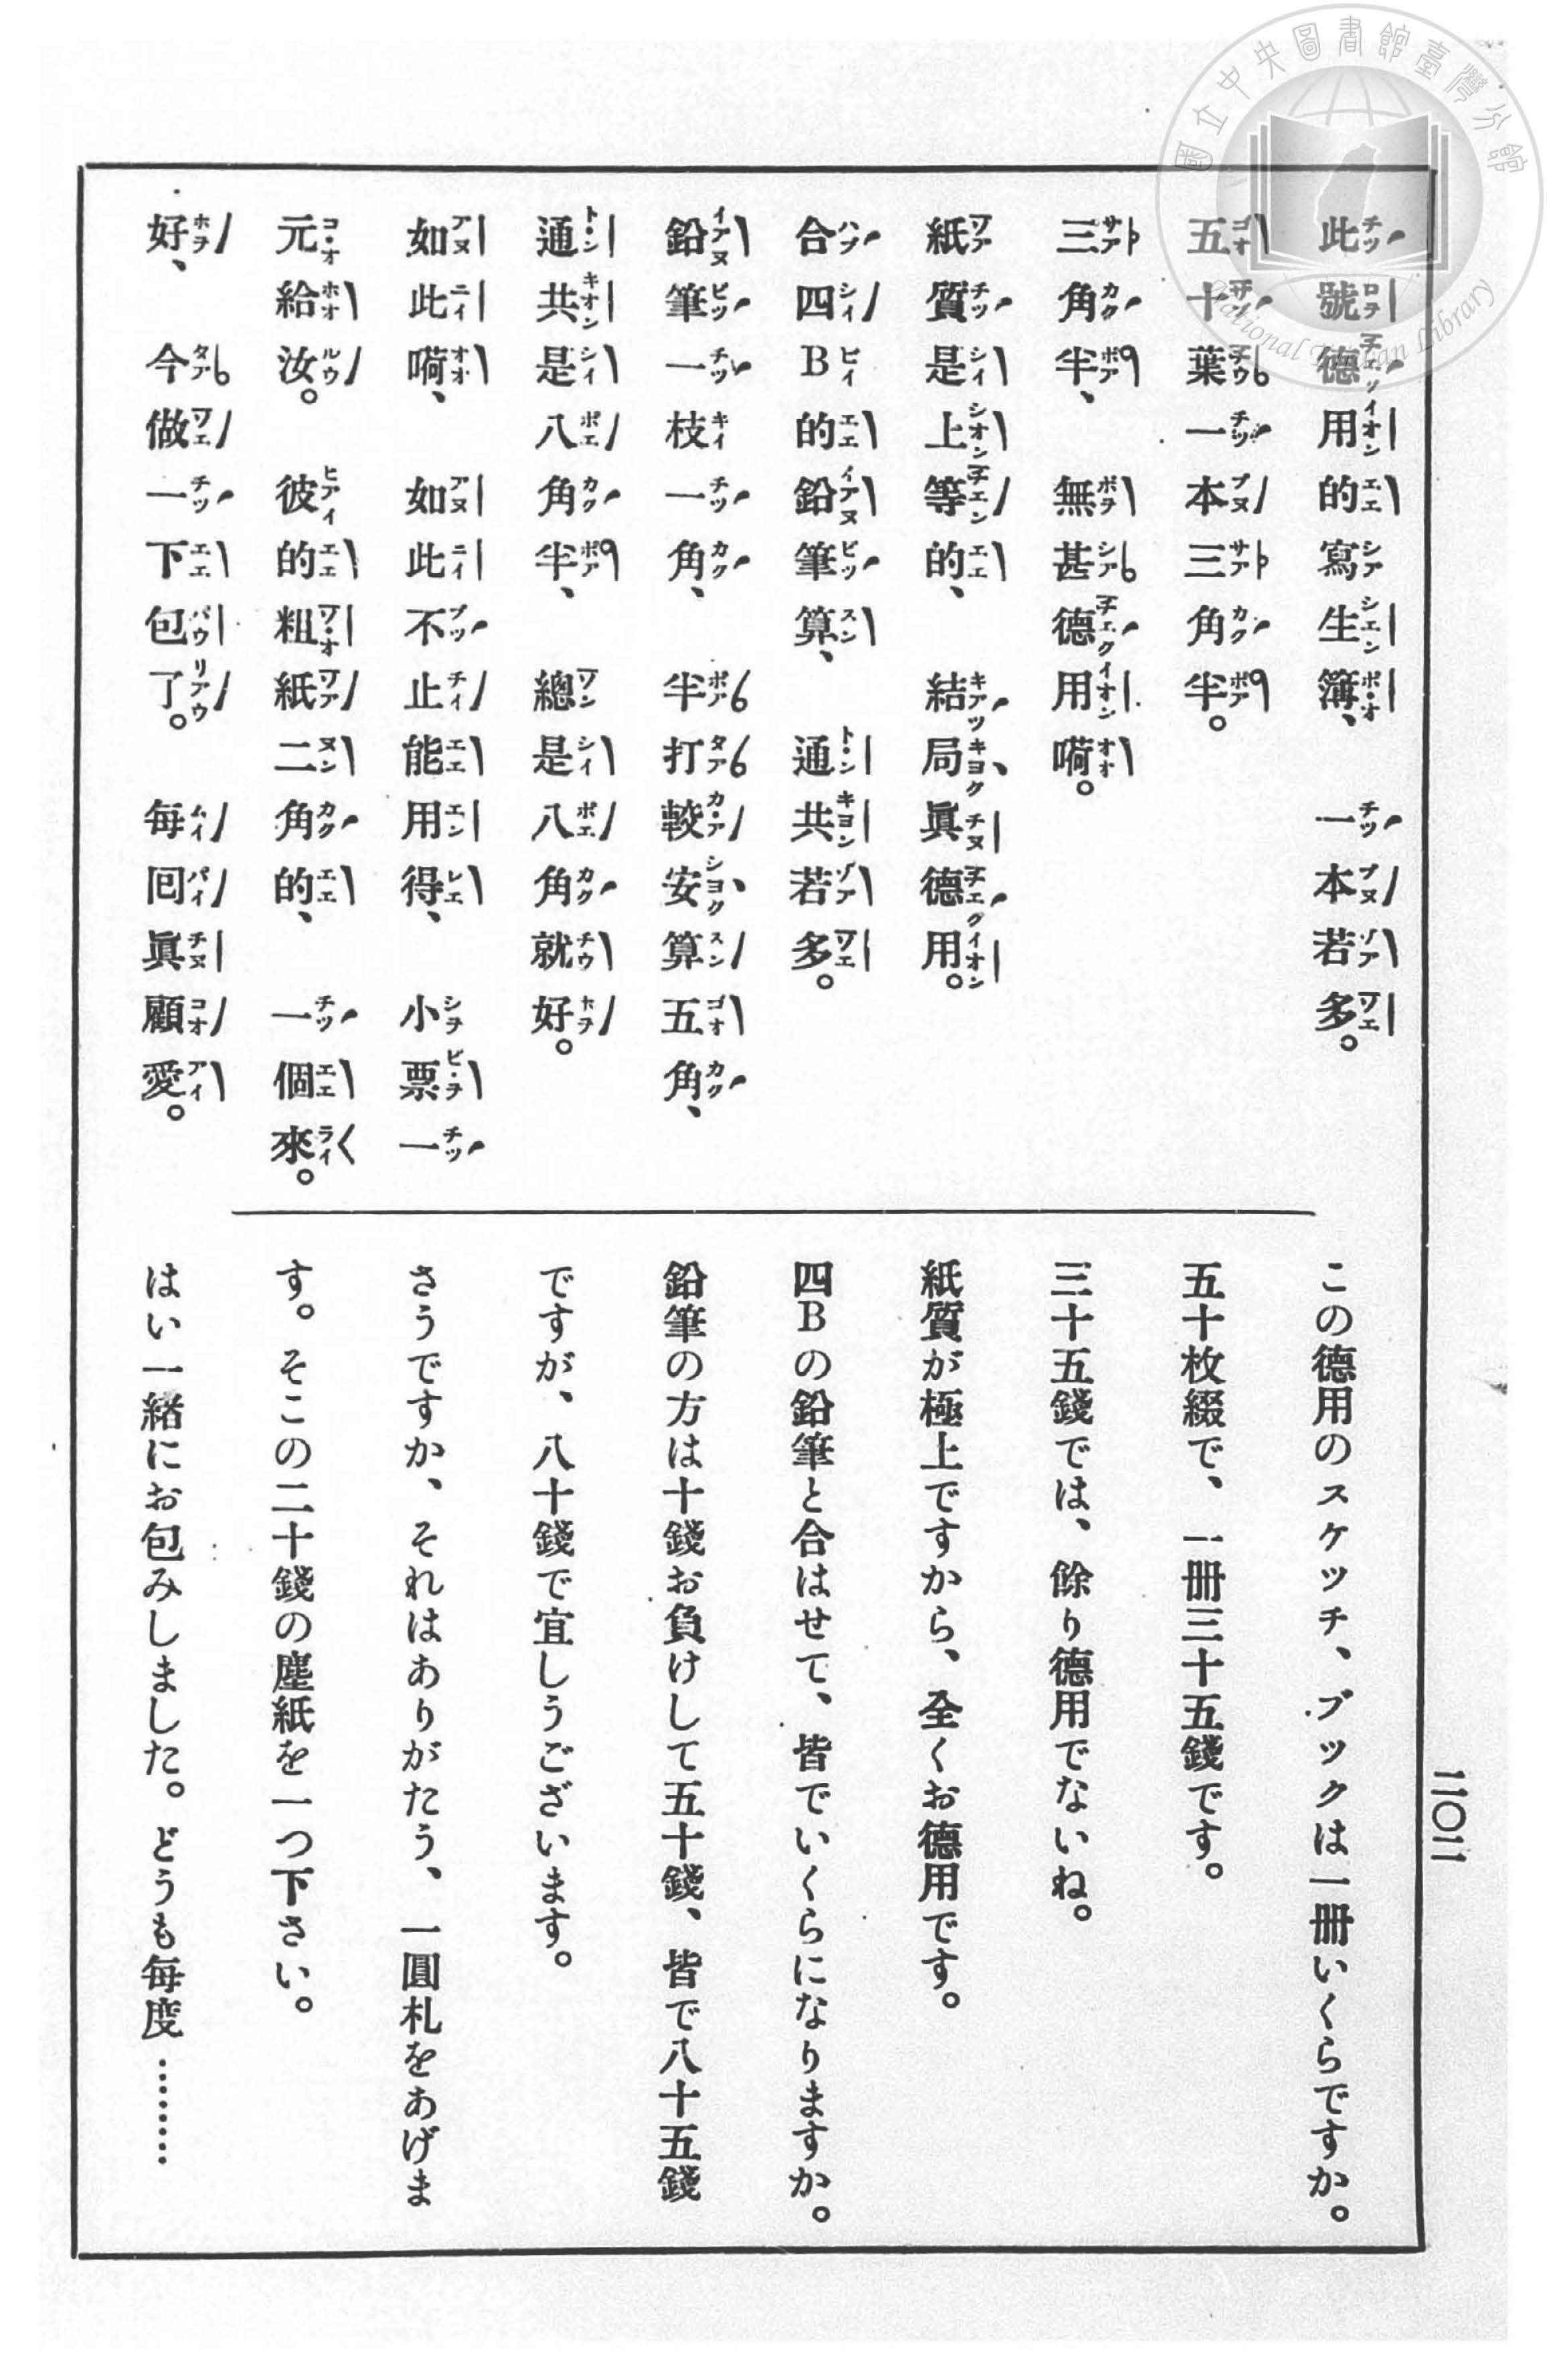 此號德用的寫生簿、一本若多。
五十葉一本三角半。
三角半、無甚德用嗬。
紙質是上等的、結局眞德用。
合四B的鉛筆算、通共若多。
鉛筆一枝一角、半打較安算五角、
通共是八角半、總是八角就好。
如此嗬、如此不止能用得、小票一
元給汝。彼的粗紙二角的、一個來。
好、今做一下包了。每回眞顧愛。
この德用のスケッチ、ブックは一冊いくらですか。
五十枚綴で、一冊三十五錢です。
三十五錢では、餘り德用でないね。
紙質が極上ですから、全くお德用です。
四Bの鉛筆と合はせて、皆でいくらになりますか。
鉛筆の方は十錢お負けして五十錢、皆で八十五錢
ですが、八十錢で宜しうございます。
さうですか、それはありがたう、一圓札をあげま
す。そこの二十錢の塵紙を一つ下さい。
はい一緒にお包みしました。どうも毎度………
二〇二
國立中央圖書館臺灣分館
National Taiwan Library